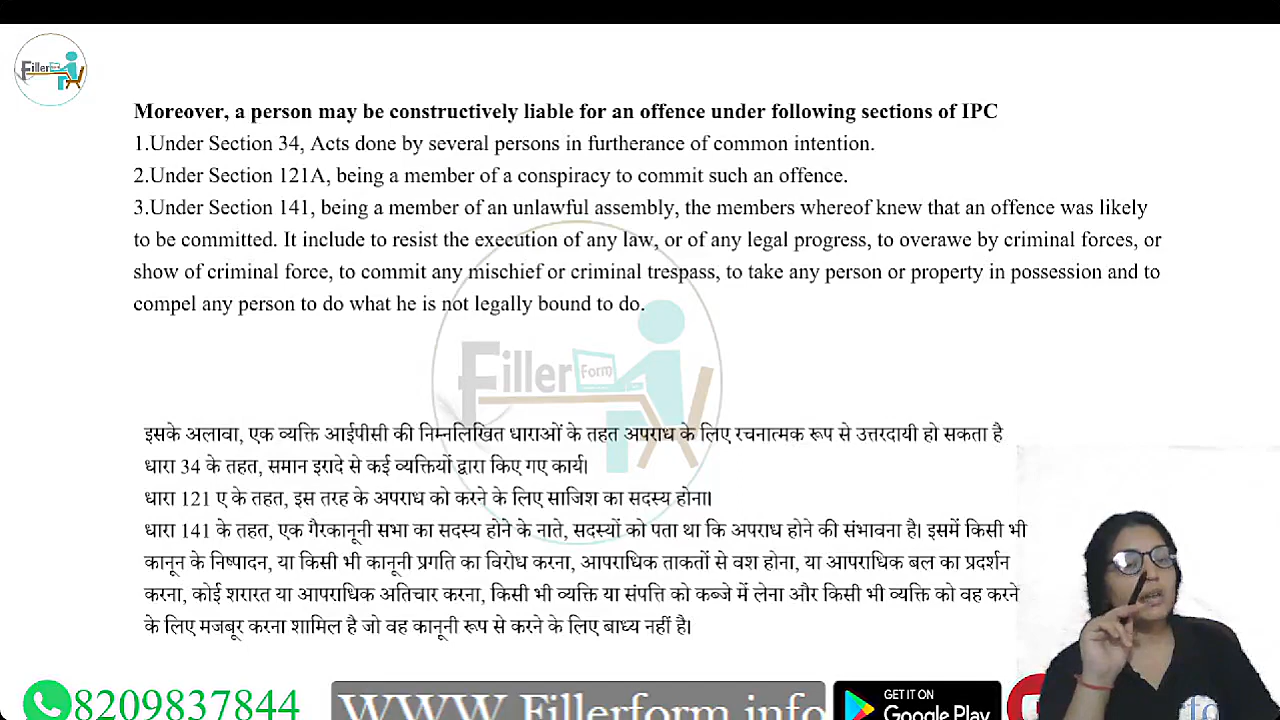 Filler
Moreover, a person may be constructively liable for an offence under following sections of IPC
1.Under Section 34, Acts done by several persons in furtherance of common intention.
2.Under Section 121A, being a member of a conspiracy to commit such an offence.
3.Under Section 141, being a member of an unlawful assembly, the members whereof knew that an offence was likely
to be committed. It include to resist the execution of any law, or of any legal progress, to overawe by criminal forces, or
show of criminal force, to commit any mischief or criminal trespass, to take any person or property in possession and to
compel any person to do what he is not legally bound to do.
Filler Form
इसके अलावा, एक व्यक्ति आईपीसी की निम्नलिखित धाराओं के तहत अपराध के लिए रचनात्मक रूप से उत्तरदायी हो सकता है
धारा 34 के तहत, समान इरादे से कई व्यक्तियों द्वारा किए गए कार्य।
धारा 121 ए के तहत, इस तरह के अपराध को करने के लिए साजिश का सदस्य होना।
धारा 141 के तहत, एक गैरकानूनी सभा का सदस्य होने के नाते, सदस्यों को पता था कि अपराध होने की संभावना है। इसमें किसी भी
कानून के निष्पादन, या किसी भी कानूनी प्रगति का विरोध करना, आपराधिक ताकतों से वश होना, या आपराधिक बल का प्रदर्शन
करना, कोई शरारत या आपराधिक अतिचार करना, किसी भी व्यक्ति या संपत्ति को कब्जे में लेना और किसी भी व्यक्ति को वह करने
के लिए मजबूर करना शामिल है जो वह कानूनी रूप से करने के लिए बाध्य नहीं है।
8209837844
WWW.Fillerform.info
GET IT ON
Google Play